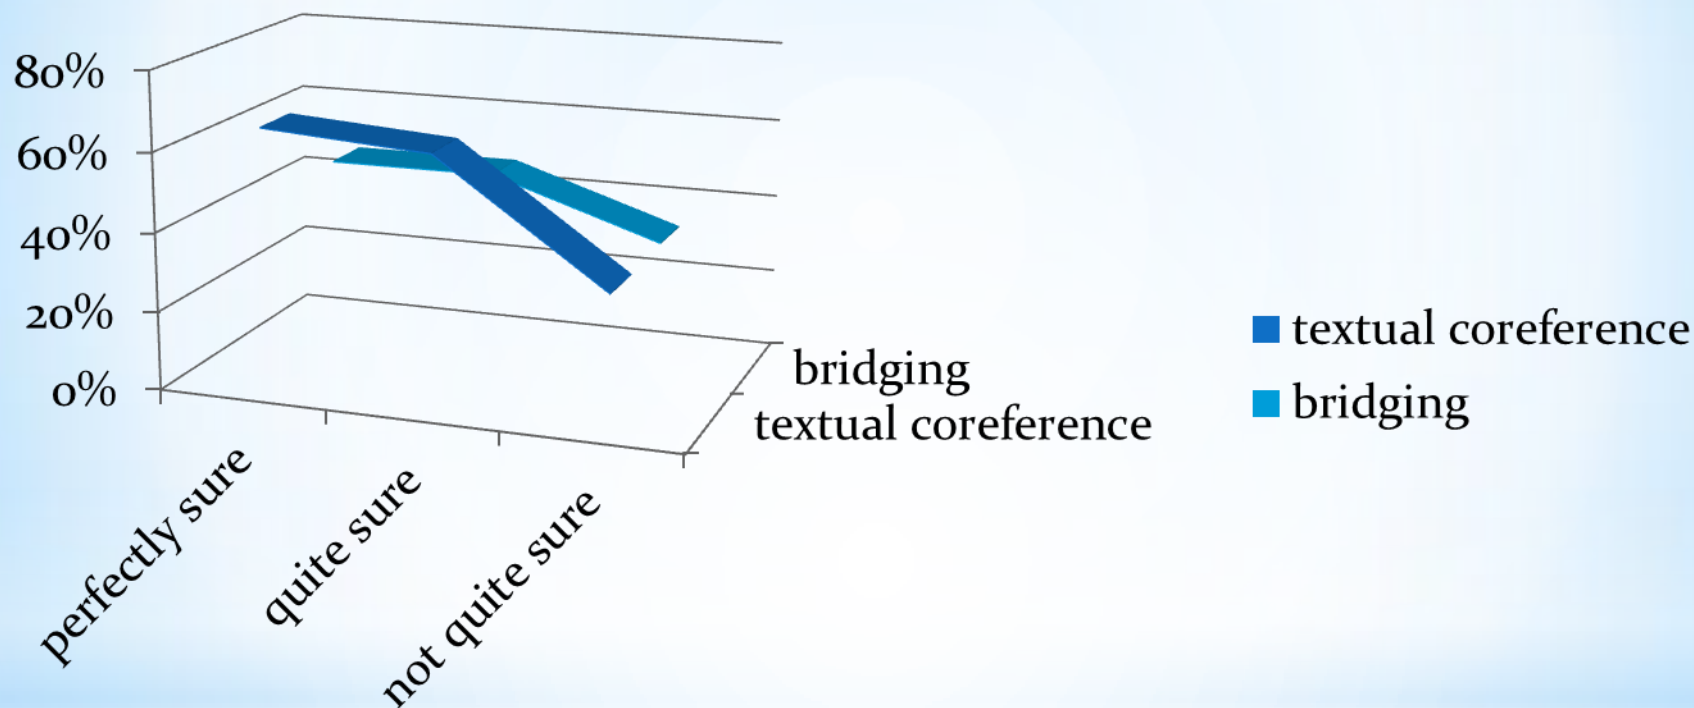 80%
60%
40%
20%
0%
perfectly sure
quite sure
not quite sure
bridging
textual coreference
textual coreference
bridging